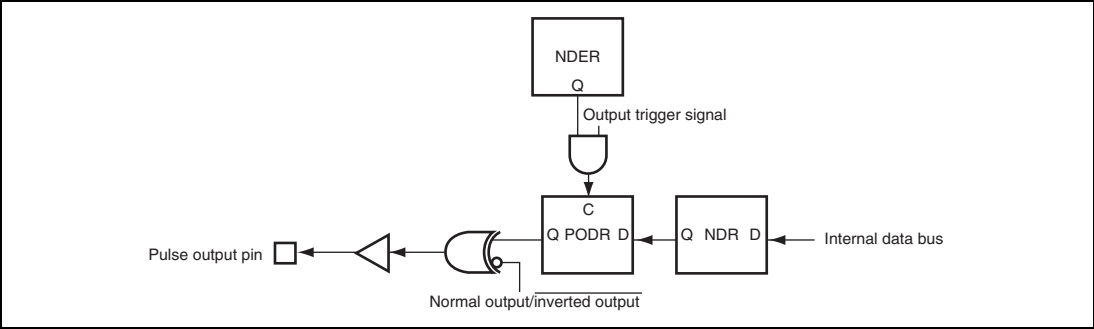 NDER
Q
Output trigger signal
C
Q PODR D
Q NDR D
Internal data bus
Pulse output pin
Normal output/inverted output